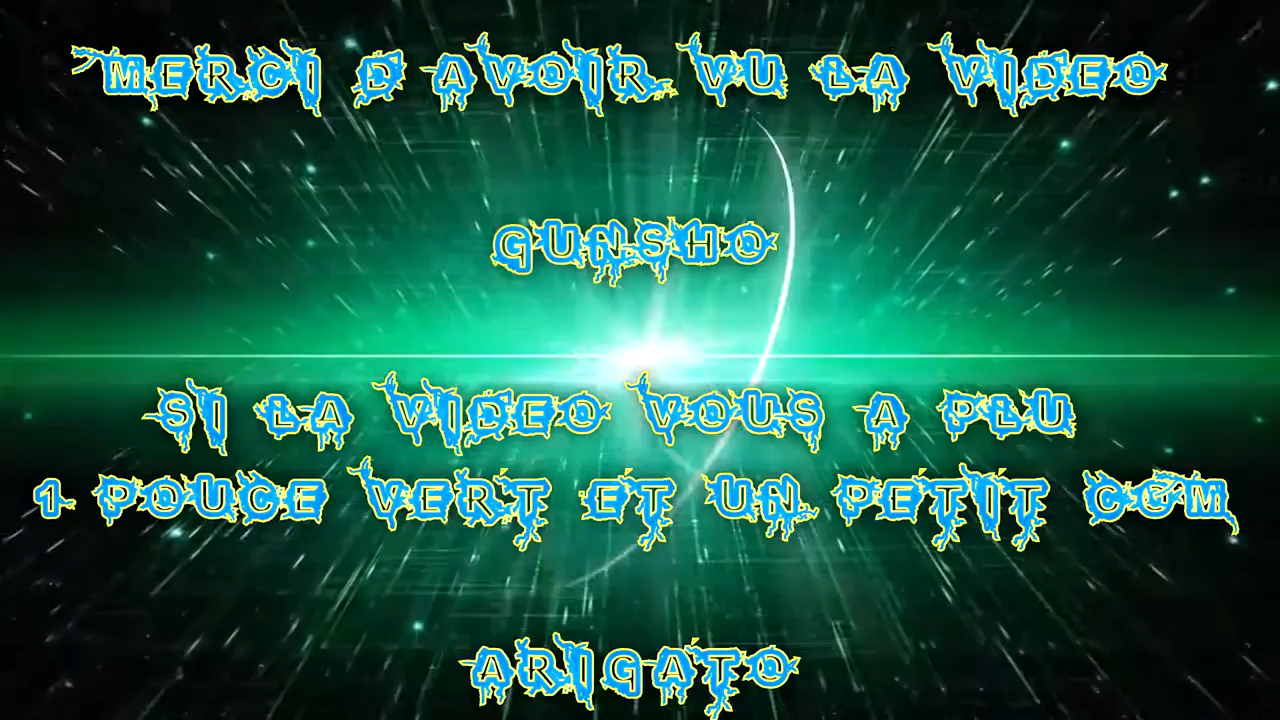 MERCI D AVOIR VU LA VIDEO
GUNSHO
SI LA VIDEO VOUS A PLU
1 POUCE VERT ET UN PETIT COM
ARIGATO